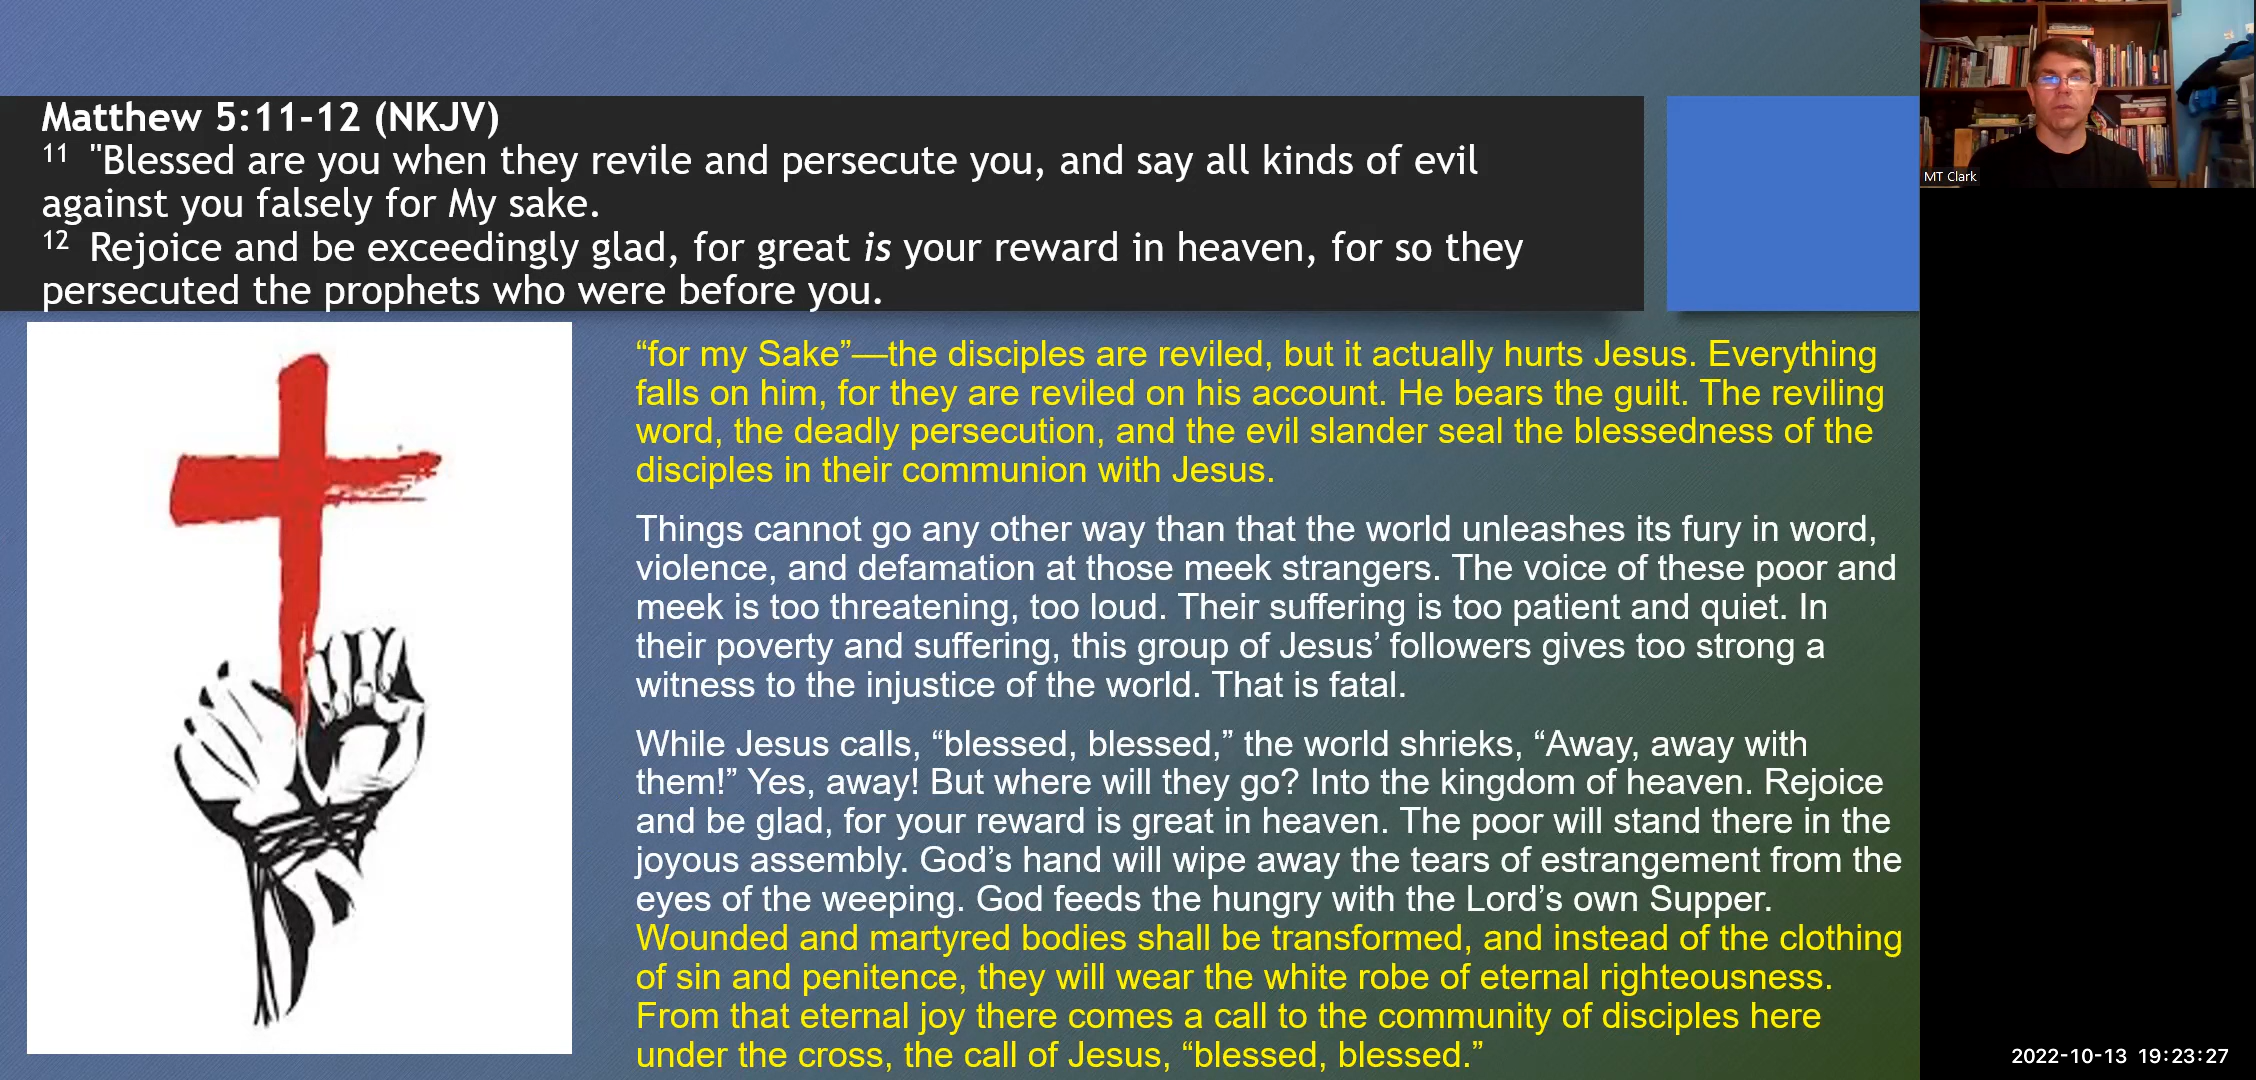 Matthew 5:11-12 (NKJV)
11 "Blessed are you when they revile and persecute you, and say all kinds of evil
against you falsely for My sake.
12 Rejoice and be exceedingly glad, for great is your reward in heaven, for so they
persecuted the prophets who were before you.
“for my Sake”—the disciples are reviled, but it actually hurts Jesus. Everything
falls on him, for they are reviled on his account. He bears the guilt. The reviling
word, the deadly persecution, and the evil slander seal the blessedness of the
disciples in their communion with Jesus.
Things cannot go any other way than that the world unleashes its fury in word,
violence, and defamation at those meek strangers. The voice of these poor and
meek is too threatening, too loud. Their suffering is too patient and quiet. In
their poverty and suffering, this group of Jesus’ followers gives too strong a
witness to the injustice of the world. That is fatal.
While Jesus calls, “blessed, blessed,” the world shrieks, “Away, away with
them!” Yes, away! But where will they go? Into the kingdom of heaven. Rejoice
and be glad, for your reward is great in heaven. The poor will stand there in the
joyous assembly. God’s hand will wipe away the tears of estrangement from the
eyes of the weeping. God feeds the hungry with the Lord’s own Supper.
Wounded and martyred bodies shall be transformed, and instead of the clothing
of sin and penitence, they will wear the white robe of eternal righteousness.
From that eternal joy there comes a call to the community of disciples here
under the cross, the call of Jesus, “blessed, blessed.”
MT Clark
2022-10-13 19:23:27